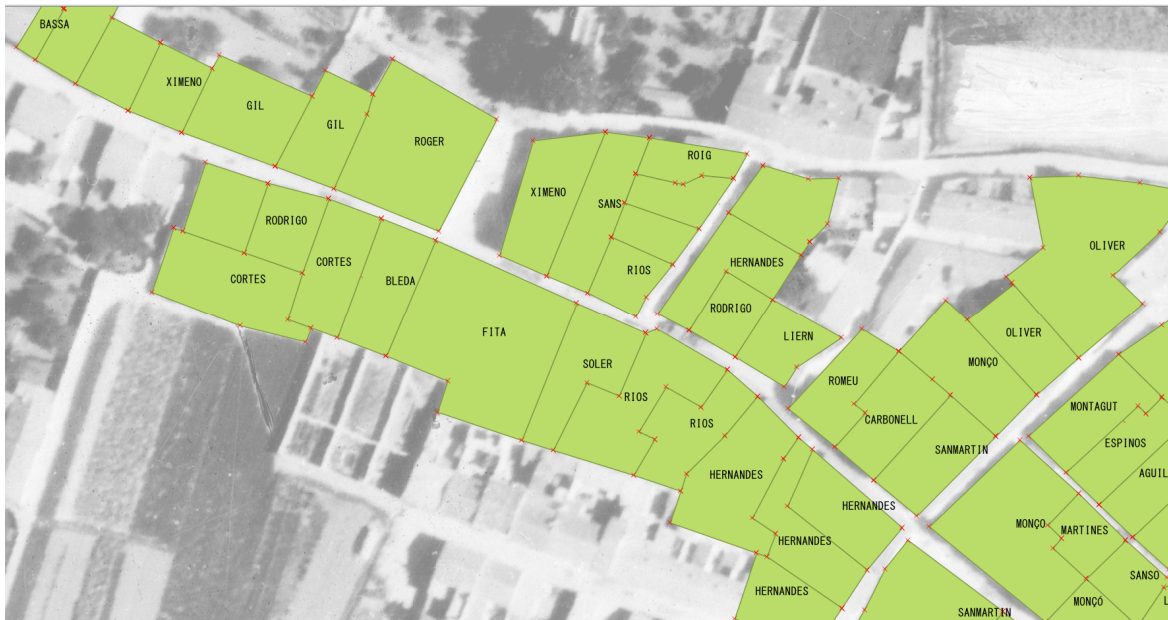 BASSA
XIMENO
GIL
GIL
ROGER
ROIG
XIMENO
SANS
RIOS
RODRIGO
CORTES
CORTES
BLEDA
HERNANDES
RODRIGO
LIERN
OLIVER
OLIVER
FITA
SOLER
RIOS
RIOS
ROMEU
MONÇO
CARBONELL
MONTAGUT
SANMARTIN
ESPINOS
AGUIL
HERNANDES
HERNANDES
HERNANDES
MONÇO
MARTINES
SANSO
HERNANDES
MONÇÓ
L
SANMARTIN